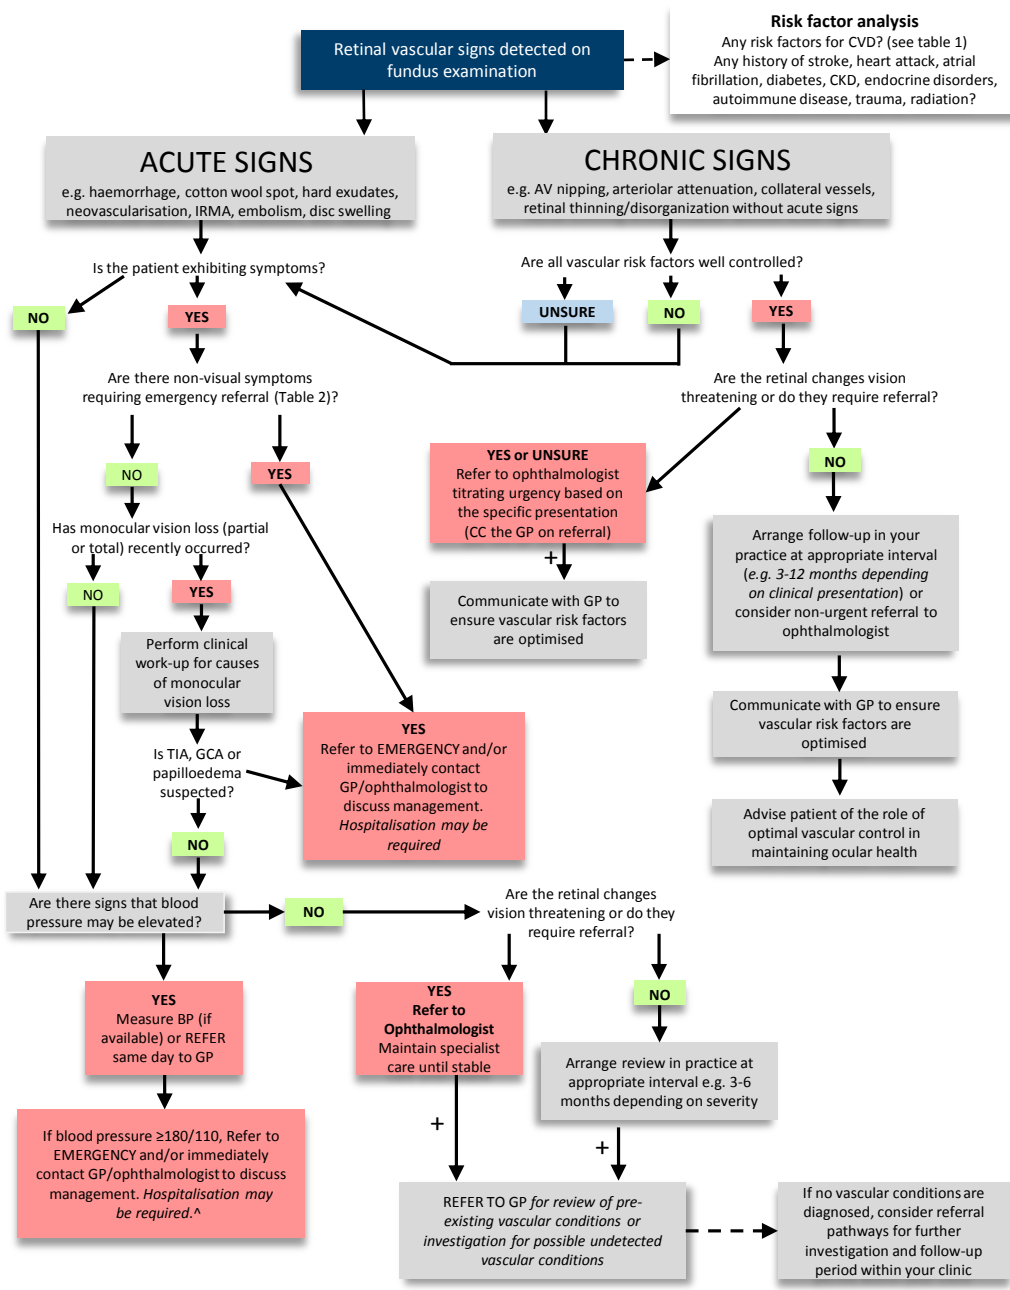 Retinal vascular signs detected on
fundus examination
Risk factor analysis
Any risk factors for CVD? (see table 1)
Any history of stroke, heart attack, atrial
fibrillation, diabetes, CKD, endocrine disorders,
autoimmune disease, trauma, radiation?
ACUTE SIGNS
e.g. haemorrhage, cotton wool spot, hard exudates,
neovascularisation, IRMA, embolism, disc swelling
CHRONIC SIGNS
e.g. AV nipping, arteriolar attenuation, collateral vessels,
retinal thinning/disorganization without acute signs
Is the patient exhibiting symptoms?
Are all vascular risk factors well controlled?
NO
YES
UNSURE
NO
YES
Are there non-visual symptoms
requiring emergency referral (Table 2)?
Are the retinal changes vision
threatening or do they require referral?
NO
YES
YES or UNSURE
Refer to ophthalmologist
titrating urgency based on
the specific presentation
(CC the GP on referral)
NO
Has monocular vision loss (partial
or total) recently occurred?
+
Arrange follow-up in your
practice at appropriate interval
(e.g. 3-12 months depending
on clinical presentation) or
consider non-urgent referral to
ophthalmologist
NO
YES
Communicate with GP to
ensure vascular risk factors
are optimised
Perform clinical
work-up for causes
of monocular
vision loss
Communicate with GP to ensure
vascular risk factors are
optimised
Is TIA, GCA or
papilloedema
suspected?
YES
Refer to EMERGENCY and/or
immediately contact
GP/ophthalmologist to
discuss management.
Hospitalisation may be
required
Advise patient of the role of
optimal vascular control in
maintaining ocular health
NO
Are there signs that blood
pressure may be elevated?
NO
Are the retinal changes
vision threatening or do they
require referral?
YES
Measure BP (if
available) or REFER
same day to GP
YES
Refer to
Ophthalmologist
Maintain specialist
care until stable
NO
Arrange review in practice at
appropriate interval e.g. 3-6
months depending on severity
If blood pressure ≥180/110, Refer to
EMERGENCY and/or immediately
contact GP/ophthalmologist to discuss
management. Hospitalisation may
be required.^
+
+
REFER TO GP for review of pre-
existing vascular conditions or
investigation for possible undetected
vascular conditions
If no vascular conditions are
diagnosed, consider referral
pathways for further
investigation and follow-up
period within your clinic